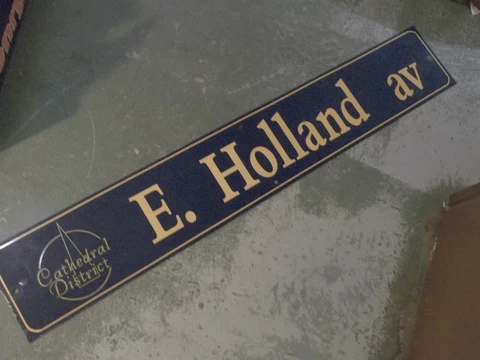 Cathedral
District
E. Holland av